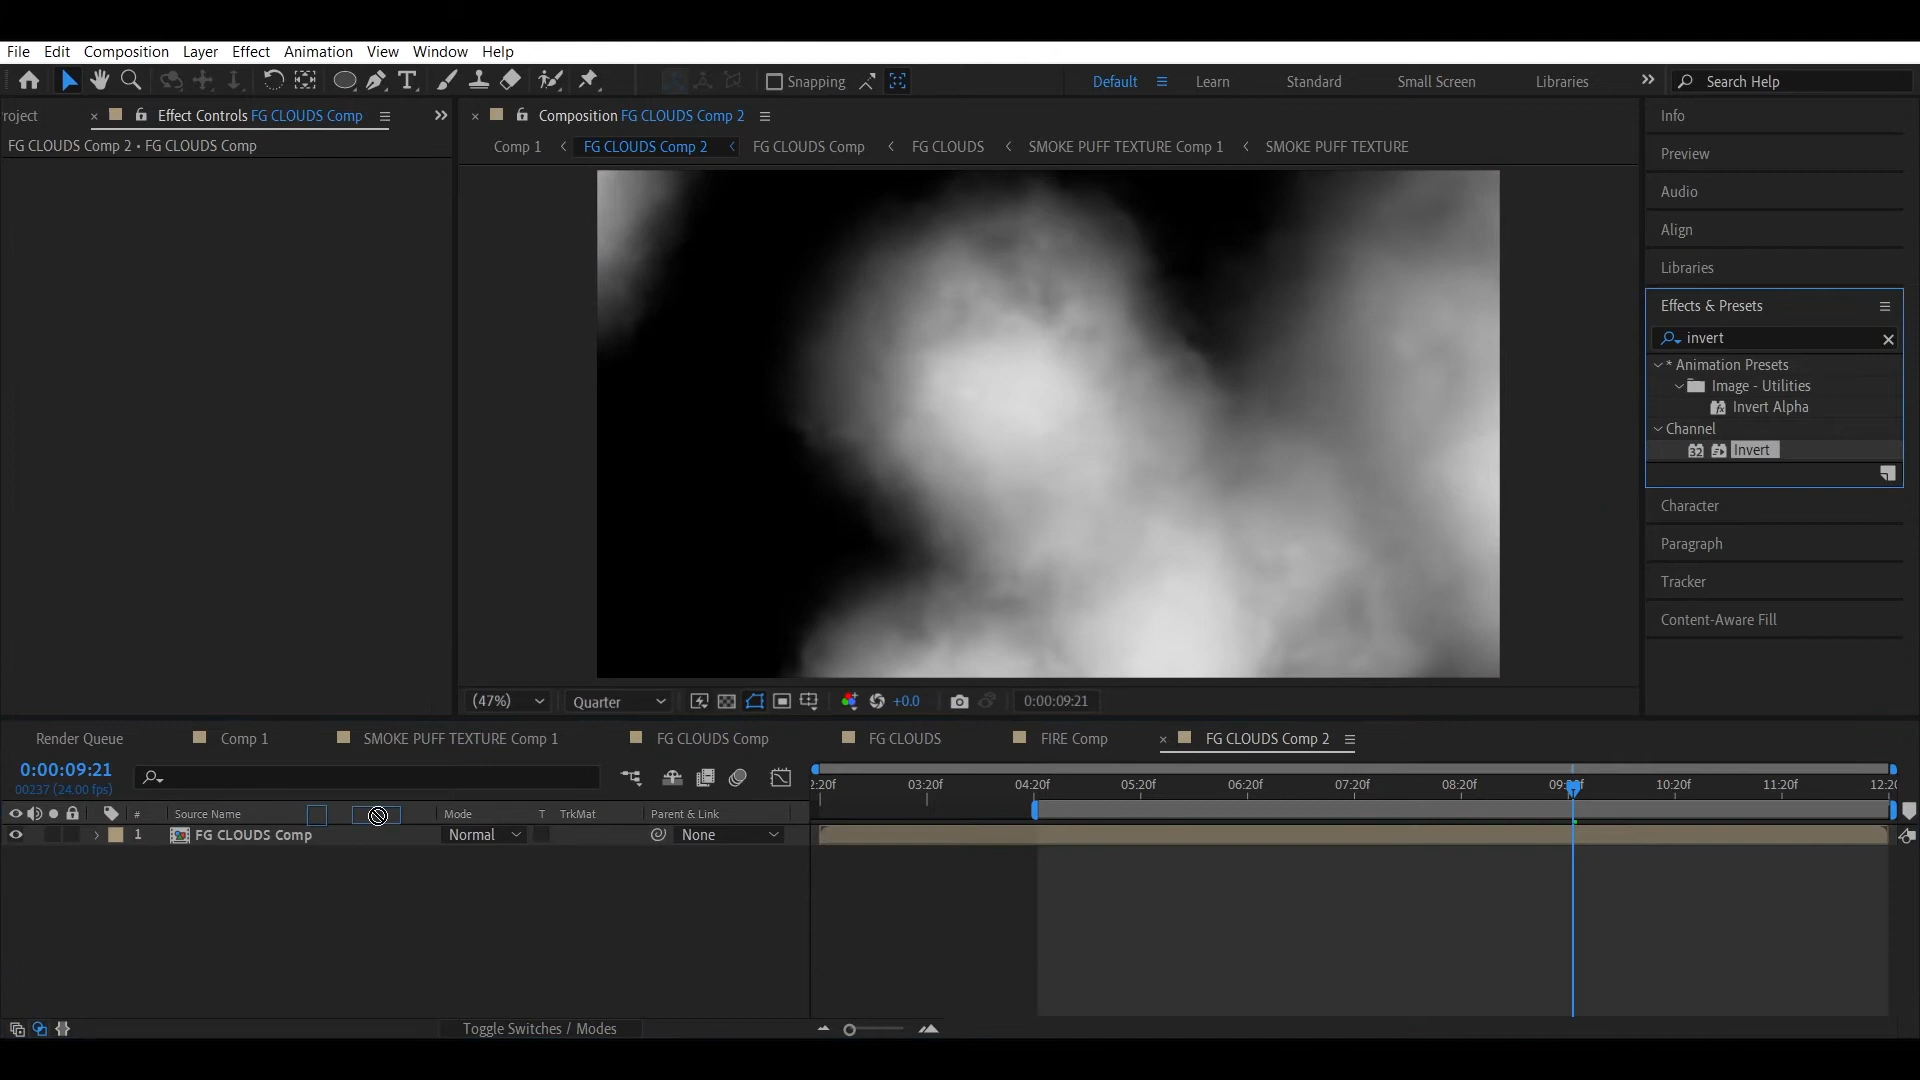 File Edit Composition Layer Effect Animation View Window Help
Snapping Default Learn Standard Small Screen Libraries Search Help
roject Effect Controls FG CLOUDS Comp Composition FG CLOUDS Comp 2 Info
FG CLOUDS Comp 2 • FG CLOUDS Comp Comp 1 FG CLOUDS Comp 2 FG CLOUDS Comp FG CLOUDS SMOKE PUFF TEXTURE Comp 1 SMOKE PUFF TEXTURE
Preview
Audio
Align
Libraries
Effects & Presets
invert
* Animation Presets
Image - Utilities
Invert Alpha
Channel
32 Invert
Character
Paragraph
Tracker
Content-Aware Fill
(47%) Quarter +0.0 0:00:09:21
Render Queue Comp 1 SMOKE PUFF TEXTURE Comp 1 FG CLOUDS Comp FG CLOUDS FIRE Comp FG CLOUDS Comp 2
0:00:09:21
00237 (24.00 fps)
2:20f 03:20f 04:20f 05:20f 06:20f 07:20f 08:20f 10:20f 11:20f 12:20
# Source Name Mode T TrkMat Parent & Link
1 FG CLOUDS Comp Normal None
Toggle Switches / Modes